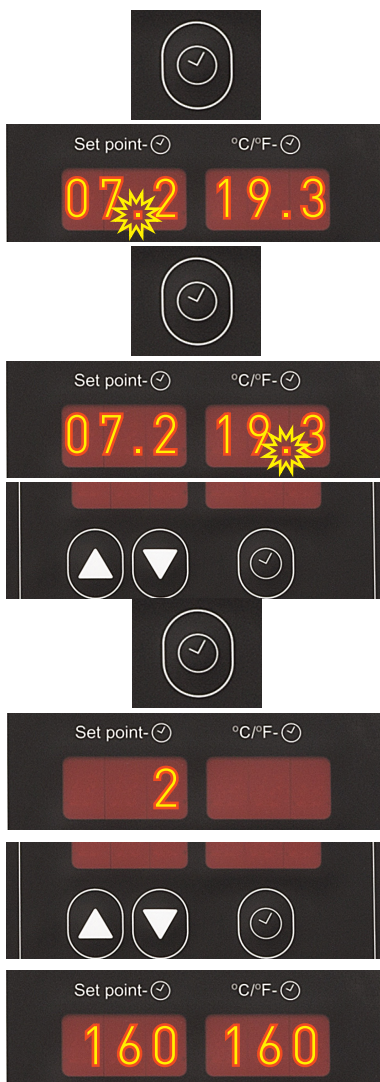 Set point- °C/°F-
07.2 19.3
Set point- °C/°F-
07.2 19.3
Set point- °C/°F-
2
Set point- °C/°F-
160 160